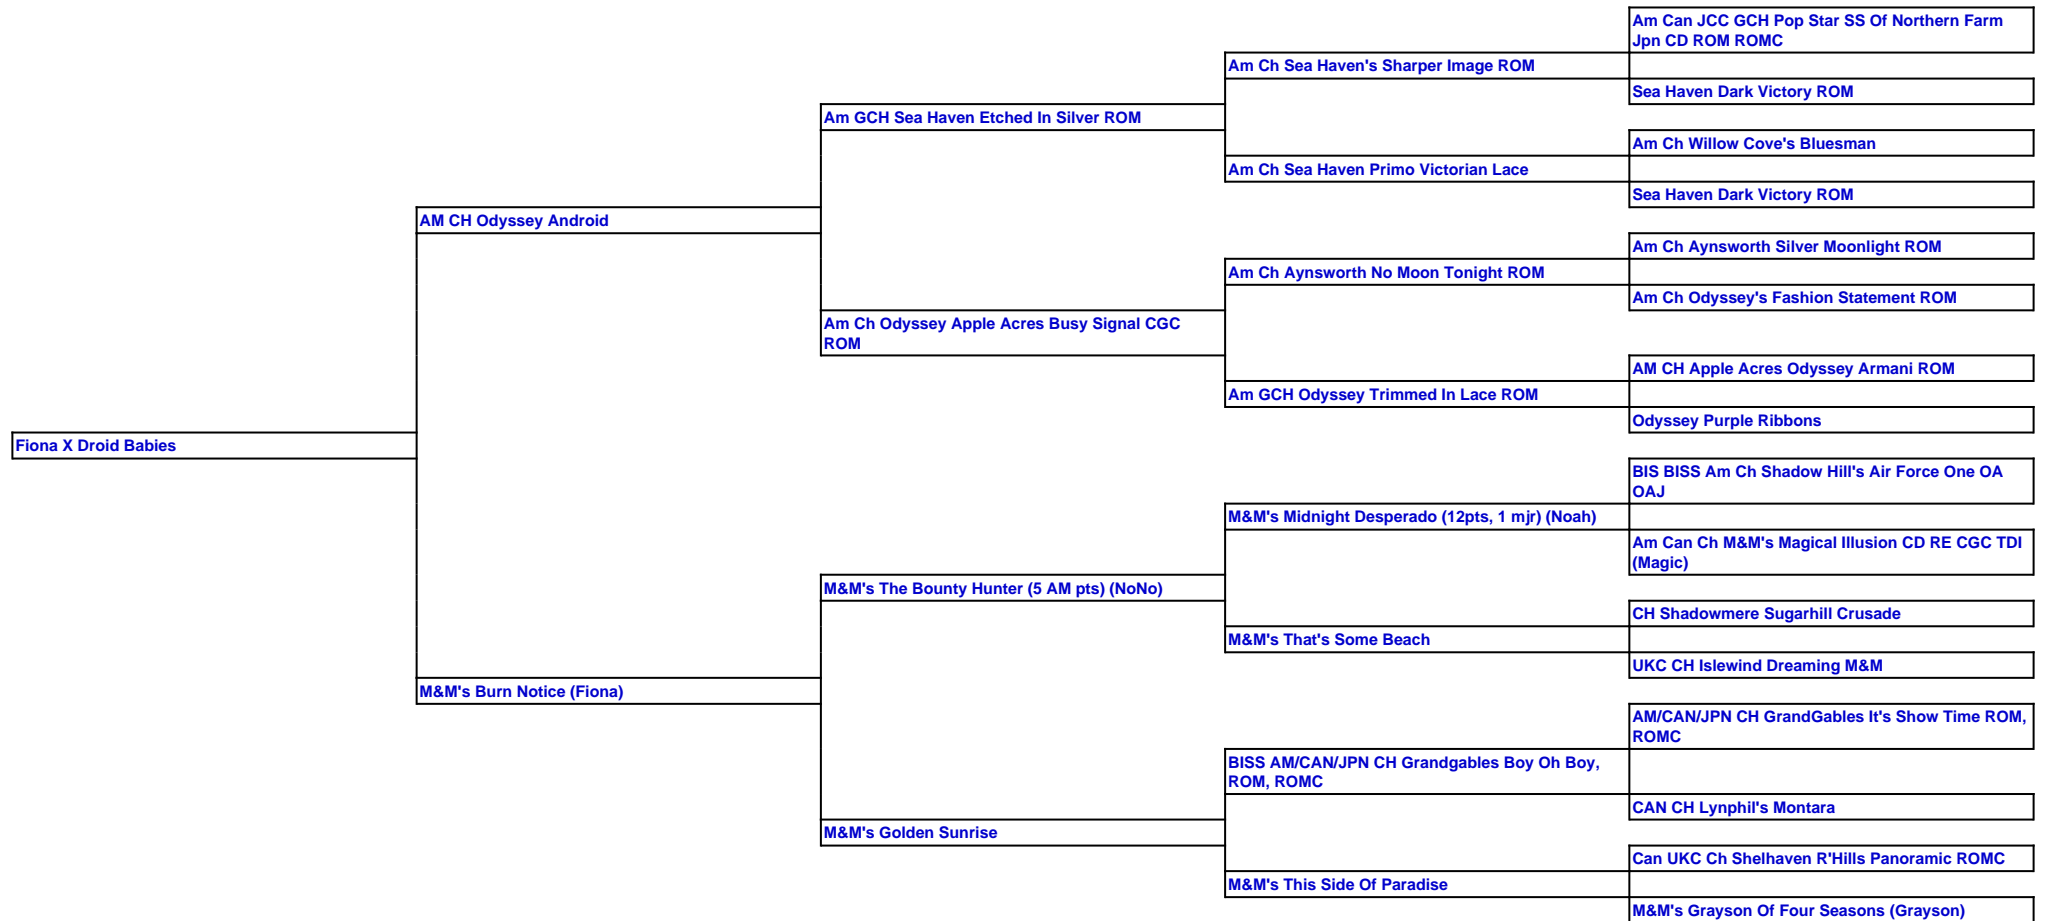 Am Can JCC GCH Pop Star SS Of Northern Farm
Jpn CD ROM ROMC
Am Ch Sea Haven's Sharper Image ROM
Sea Haven Dark Victory ROM
Am GCH Sea Haven Etched In Silver ROM
Am Ch Willow Cove's Bluesman
Am Ch Sea Haven Primo Victorian Lace
Sea Haven Dark Victory ROM
AM CH Odyssey Android
Am Ch Aynsworth Silver Moonlight ROM
Am Ch Aynsworth No Moon Tonight ROM
Am Ch Odyssey's Fashion Statement ROM
Am Ch Odyssey Apple Acres Busy Signal CGC
ROM
AM CH Apple Acres Odyssey Armani ROM
Am GCH Odyssey Trimmed In Lace ROM
Odyssey Purple Ribbons
Fiona X Droid Babies
BIS BISS Am Ch Shadow Hill's Air Force One OA
OAJ
M&M's Midnight Desperado (12pts, 1 mjr) (Noah)
Am Can Ch M&M's Magical Illusion CD RE CGC TDI
(Magic)
M&M's The Bounty Hunter (5 AM pts) (NoNo)
CH Shadowmere Sugarhill Crusade
M&M's That's Some Beach
UKC CH Islewind Dreaming M&M
M&M's Burn Notice (Fiona)
AM/CAN/JPN CH GrandGables It's Show Time ROM,
ROMC
BISS AM/CAN/JPN CH Grandgables Boy Oh Boy,
ROM, ROMC
CAN CH Lynphil's Montara
M&M's Golden Sunrise
Can UKC Ch Shelhaven R'Hills Panoramic ROMC
M&M's This Side Of Paradise
M&M's Grayson Of Four Seasons (Grayson)